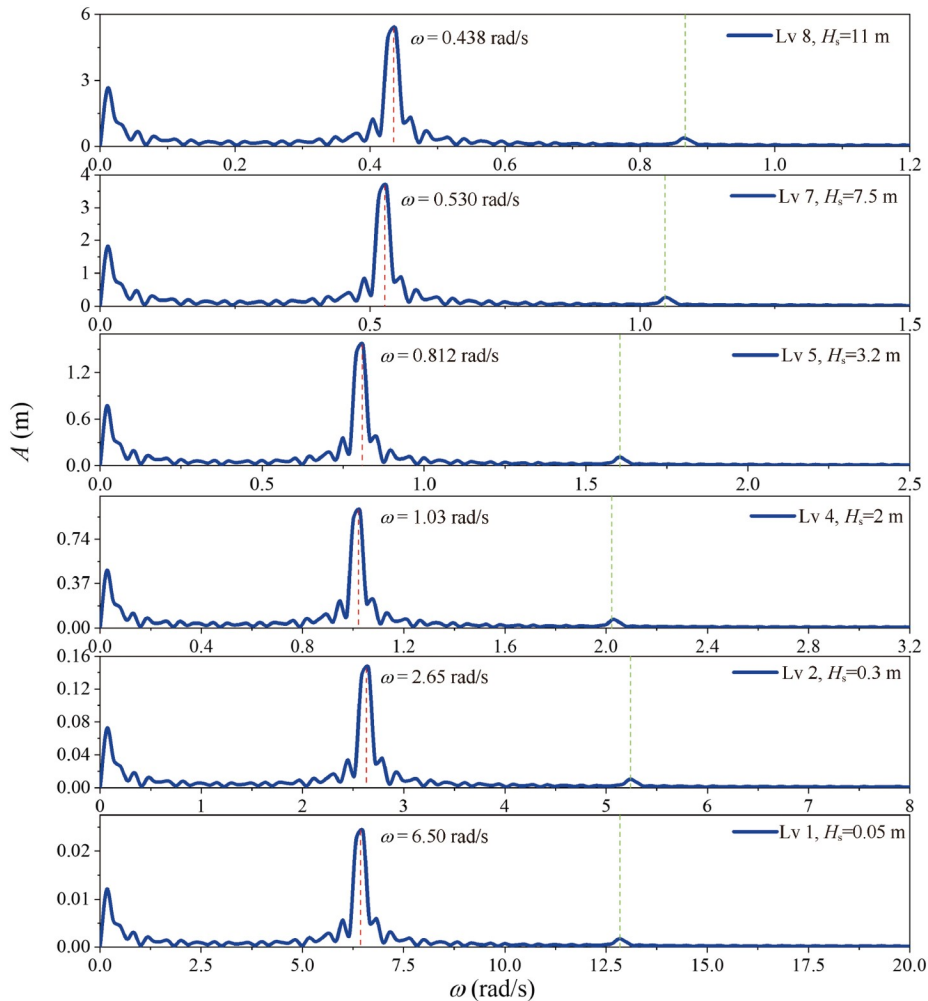 6
3
0
ω = 0.438 rad/s
Lv 8, Hs=11 m
0.0 0.2 0.4 0.6 0.8 1.0 1.2
4
3
2
1
0
ω = 0.530 rad/s
Lv 7, Hs=7.5 m
0.0 0.5 1.0 1.5
1.2
0.6
0.0
ω = 0.812 rad/s
Lv 5, Hs=3.2 m
0.0 0.5 1.0 1.5 2.0 2.5
A (m)
0.74
0.37
0.00
ω = 1.03 rad/s
Lv 4, Hs=2 m
0.0 0.4 0.8 1.2 1.6 2.0 2.4 2.8 3.2
0.16
0.12
0.08
0.04
0.00
ω = 2.65 rad/s
Lv 2, Hs=0.3 m
0 1 2 3 4 5 6 7 8
0.02
0.01
0.00
ω = 6.50 rad/s
Lv 1, Hs=0.05 m
0.0 2.5 5.0 7.5 10.0 12.5 15.0 17.5 20.0
ω (rad/s)